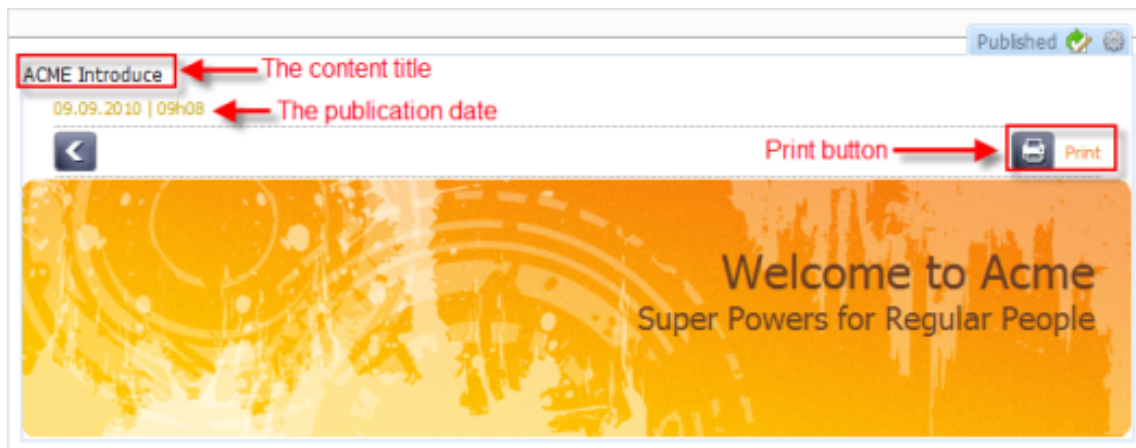 Published
ACME Introduce
The content title
09.09.2010 | 09h08
The publication date
Print button
Print
Welcome to Acme
Super Powers for Regular People